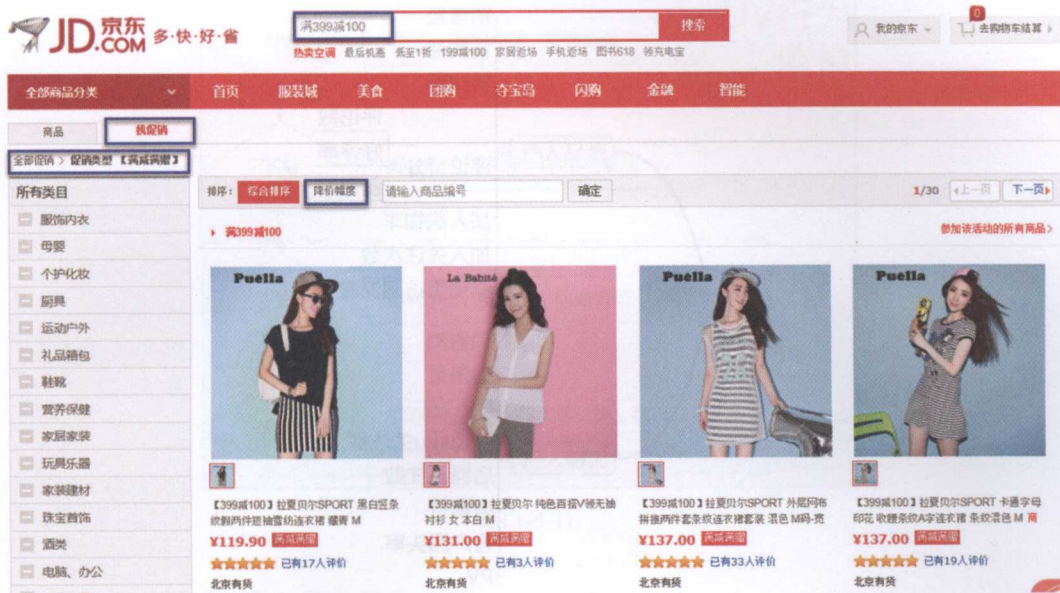 JD.京东
.COM
多·快·好·省
满399减100
搜索
我的京东
0
去购物车结算
热卖空调 最后机惠 低至1折 199减100 家居返场 手机返场 图书618 领充电宝
全部商品分类
首页 服装城 美食 团购 夺宝岛 闪购 金融 智能
商品
找促销
全部促销 > 促销类型 【满减满赠】
所有类目
排序: 综合排序 降价幅度 请输入商品编号 确定
1/30 上一页 下一页
服饰内衣
母婴
个护化妆
厨具
运动户外
礼品箱包
鞋靴
营养保健
家居家装
玩具乐器
家装建材
珠宝首饰
酒类
电脑、办公
满399减100
参加该活动的所有商品>
Puella
La Babité
Puella
Puella
【399减100】拉夏贝尔SPORT 黑白竖条
纹假两件短袖雪纺连衣裙 藏青 M
¥119.90 满减满赠
已有17人评价
北京有货
【399减100】拉夏贝尔 纯色百搭V领无袖
衬衫 女 本白 M
¥131.00 满减满赠
已有3人评价
北京有货
【399减100】拉夏贝尔SPORT 外层网布
拼接两件套条纹连衣裙套装 混色 M码-宽
¥137.00 满减满赠
已有33人评价
北京有货
【399减100】拉夏贝尔SPORT 卡通字母
印花 收腰条纹A字连衣裙 条纹混色 M 商
¥137.00 满减满赠
已有19人评价
北京有货